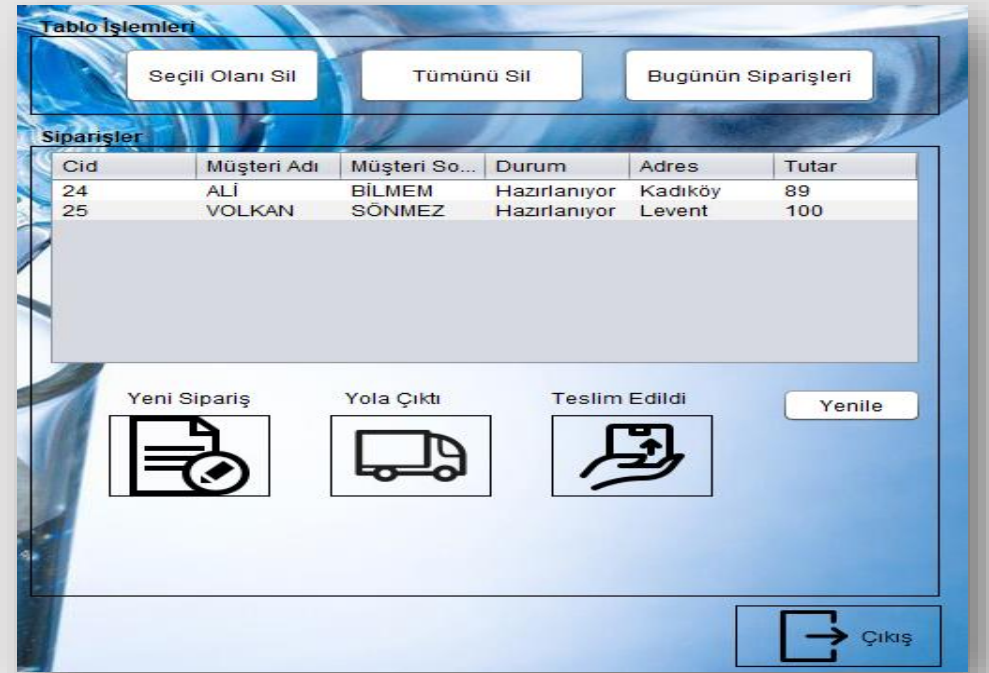 Tablo İşlemleri
Seçili Olanı Sil Tümünü Sil Bugünün Siparişleri
Siparişler
Cid Müşteri Adı Müşteri So... Durum Adres Tutar
24 ALİ BİLMEM Hazırlanıyor Kadıköy 89
25 VOLKAN SÖNMEZ Hazırlanıyor Levent 100
Yeni Sipariş Yola Çıktı Teslim Edildi
Yenile
Çıkış